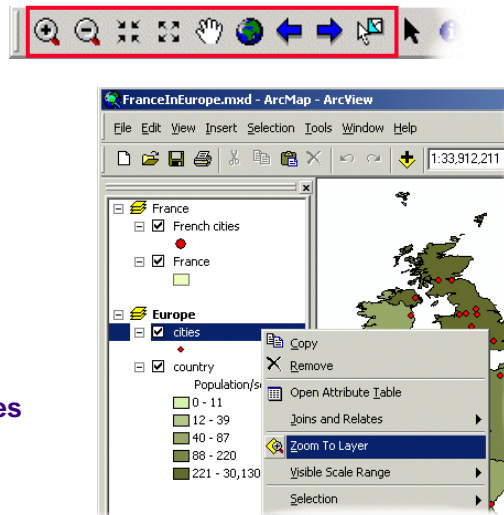 FranceInEurope.mxd - ArcMap - ArcView
File Edit View Insert Selection Tools Window Help
1:33,912,211
France
French cities
France
Europe
cities
country
Population/s
0 - 11
12 - 39
40 - 87
88 - 220
221 - 30,130
Copy
Remove
Open Attribute Table
Joins and Relates
Zoom To Layer
Visible Scale Range
Selection
es